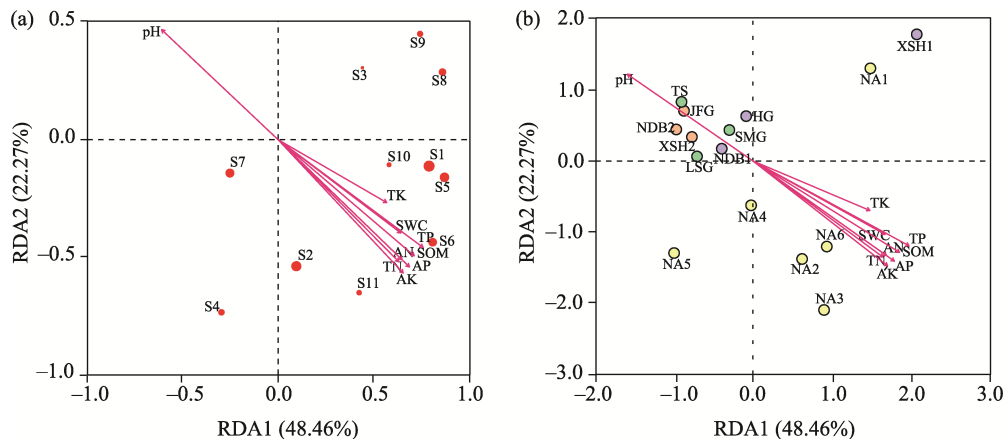 (a)
0.5
0.0
−0.5
−1.0
RDA2 (22.27%)
pH
S9
S3
S8
S10
S1
S7
S5
TK
SWC
TP
S6
S2
AN
SOM
TN
AP
AK
S11
S4
−1.0
−0.5
0.0
0.5
1.0
RDA1 (48.46%)
(b)
2.0
1.0
0.0
−1.0
−2.0
−3.0
RDA2 (22.27%)
XSH1
NA1
pH
TS
JFG
HG
NDB2
SMG
XSH2
NDB1
LSG
TK
NA4
SWC
TP
NA6
AN
SOM
NA5
NA2
TN
AP
AK
NA3
−2.0
−1.0
0.0
1.0
2.0
3.0
RDA1 (48.46%)